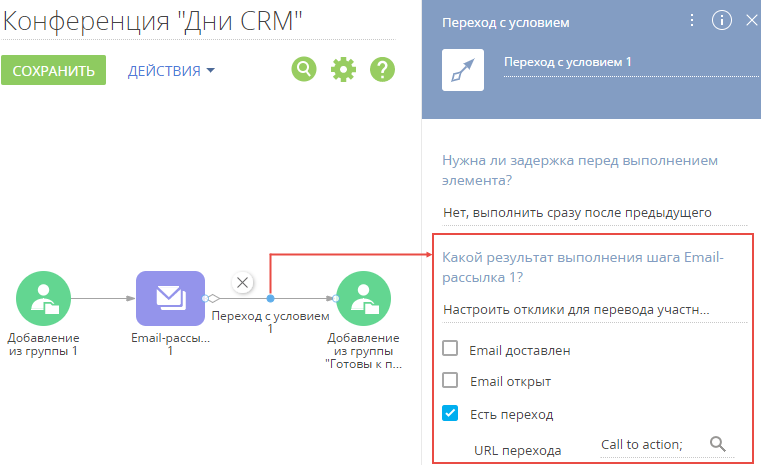 Конференция "Дни CRM"
СОХРАНИТЬ
ДЕЙСТВИЯ
Добавление
из группы 1
Email-рассы...
1
Переход с условием
1
Добавление
из группы
"Готовы к п...
Переход с условием
Переход с условием 1
Нужна ли задержка перед выполнением
элемента?
Нет, выполнить сразу после предыдущего
Какой результат выполнения шага Email-
рассылка 1?
Настроить отклики для перевода участн...
Email доставлен
Email открыт
Есть переход
URL перехода
Call to action;